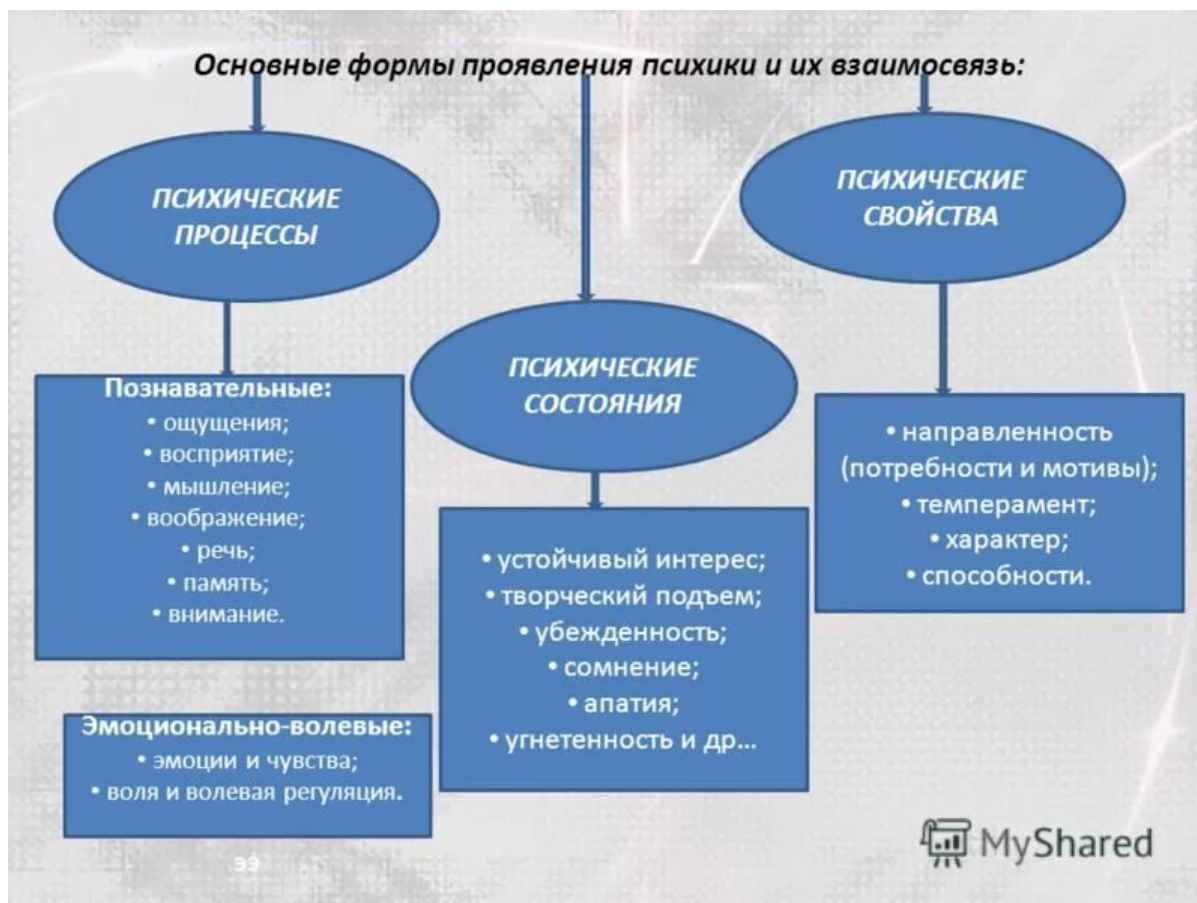 Основные формы проявления психики и их взаимосвязь:
ПСИХИЧЕСКИЕ
ПРОЦЕССЫ
Познавательные:
• ощущения;
• восприятие;
• мышление;
• воображение;
• речь;
• память;
• внимание.
Эмоционально-волевые:
• эмоции и чувства;
• воля и волевая регуляция.
ПСИХИЧЕСКИЕ
СОСТОЯНИЯ
• устойчивый интерес;
• творческий подъем;
• убежденность;
• сомнение;
• апатия;
• угнетенность и др...
ПСИХИЧЕСКИЕ
СВОЙСТВА
• направленность
(потребности и мотивы);
• темперамент;
• характер;
• способности.
MyShared